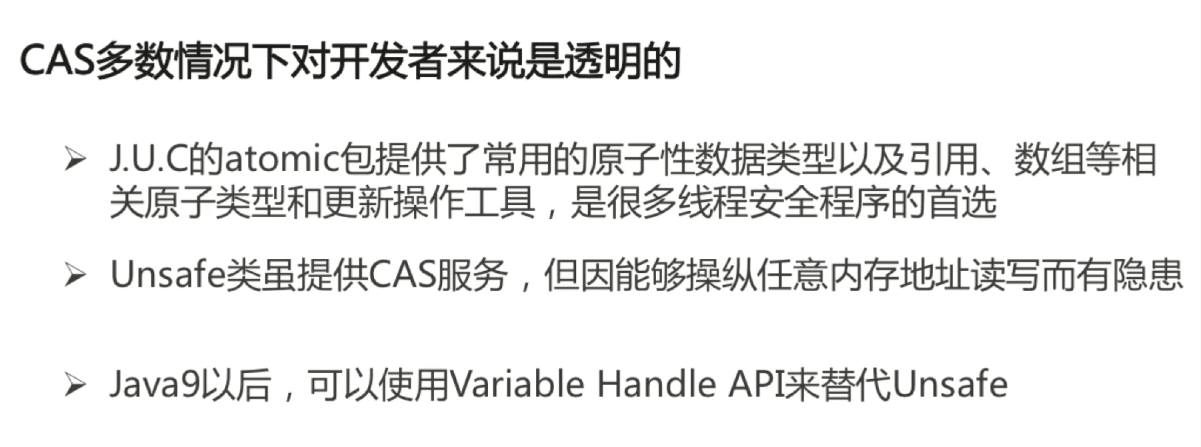 CAS多数情况下对开发者来说是透明的
➢ J.U.C的atomic包提供了常用的原子性数据类型以及引用、数组等相
关原子类型和更新操作工具，是很多线程安全程序的首选
➢ Unsafe类虽提供CAS服务，但因能够操纵任意内存地址读写而有隐患
➢ Java9以后，可以使用Variable Handle API来替代Unsafe